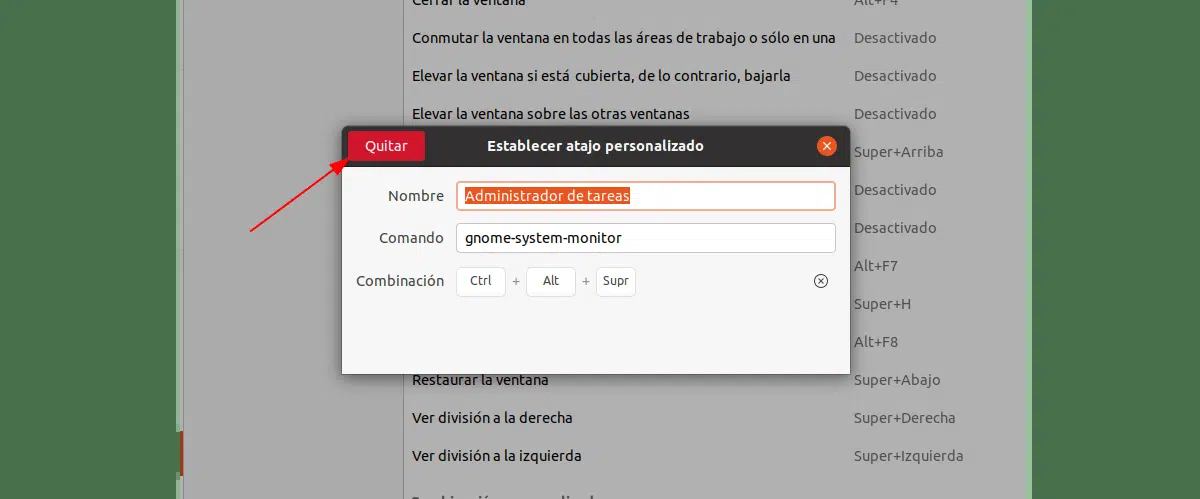 Cerrar la ventana Alt+F4
Conmutar la ventana en todas las áreas de trabajo o sólo en una Desactivado
Elevar la ventana si está cubierta, de lo contrario, bajarla Desactivado
Elevar la ventana sobre las otras ventanas Desactivado
Quitar Establecer atajo personalizado
Super+Arriba
Nombre Administrador de tareas
Desactivado
Comando gnome-system-monitor
Desactivado
Alt+F7
Combinación Ctrl + Alt + Supr
Super+H
Alt+F8
Restaurar la ventana Super+Abajo
Ver división a la derecha Super+Derecha
Ver división a la izquierda Super+Izquierda